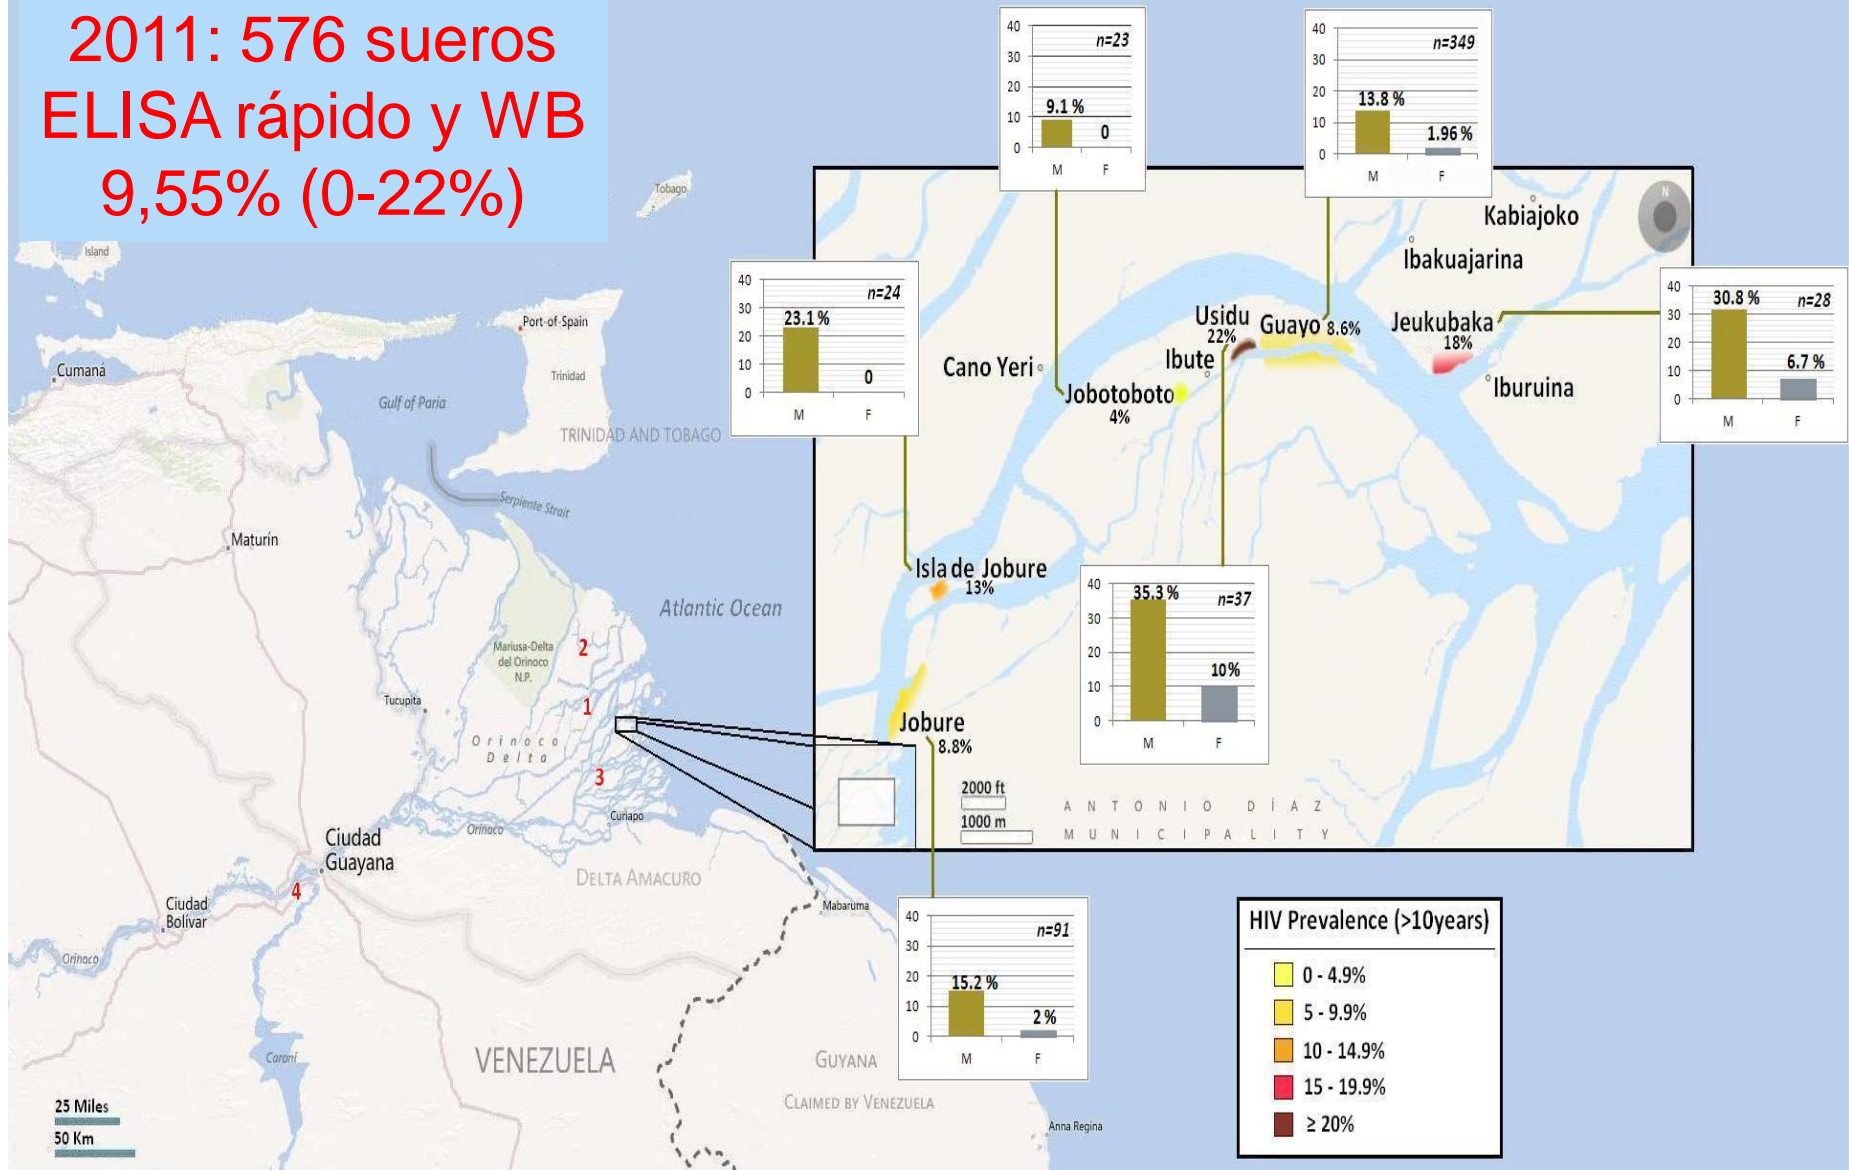 2011: 576 sueros
ELISA rápido y WB
9,55% (0-22%)
Island
Tobago
Port-of-Spain
Cumaná
Trinidad
Gulf of Paria
TRINIDAD AND TOBAGO
Serpiente Strait
Maturín
Atlantic Ocean
Mariusa-Delta
del Orinoco
N.P.
2
1
3
4
Tucupita
Orinoco
Delta
Curiapo
Orinoco
Ciudad
Guayana
DELTA AMACURO
Ciudad
Bolívar
Orinoco
Mabaruma
Caroní
VENEZUELA
GUYANA
CLAIMED BY VENEZUELA
Anna Regina
25 Miles
50 Km
40
30
20
10
0
n=23
9.1 %
0
M F
40
30
20
10
0
n=349
13.8 %
1.96 %
M F
40
30
20
10
0
n=24
23.1 %
0
M F
40
30
20
10
0
n=28
30.8 %
6.7 %
M F
40
30
20
10
0
n=37
35.3 %
10%
M F
40
30
20
10
0
n=91
15.2 %
2 %
M F
N
Kabiajoko
Ibakuajarina
Usidu
22%
Guayo 8.6%
Jeukubaka
18%
Ibute
Cano Yeri
Jobotoboto
4%
Iburuina
Isla de Jobure
13%
Jobure
8.8%
2000 ft
1000 m
ANTONIO DÍAZ
MUNICIPALITY
HIV Prevalence (>10years)
0 - 4.9%
5 - 9.9%
10 - 14.9%
15 - 19.9%
≥ 20%